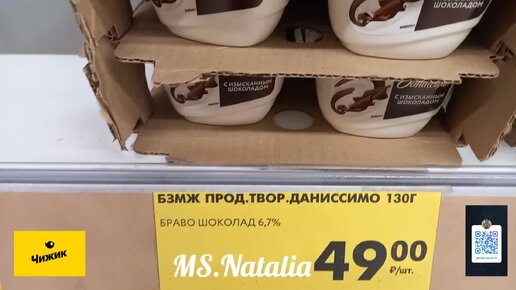 ШОКОЛАДОМ
С ИЗЫСКАННЫМ
ШОКОЛАДОМ
Даниссимо
С ИЗЫСКАННЫМ
ШОКОЛАДОМ
БЗМЖ ПРОД.ТВОР.ДАНИССИМО 130Г
БРАВО ШОКОЛАД 6,7%
49 00
₽/шт.
MS.Natalia
Чижик